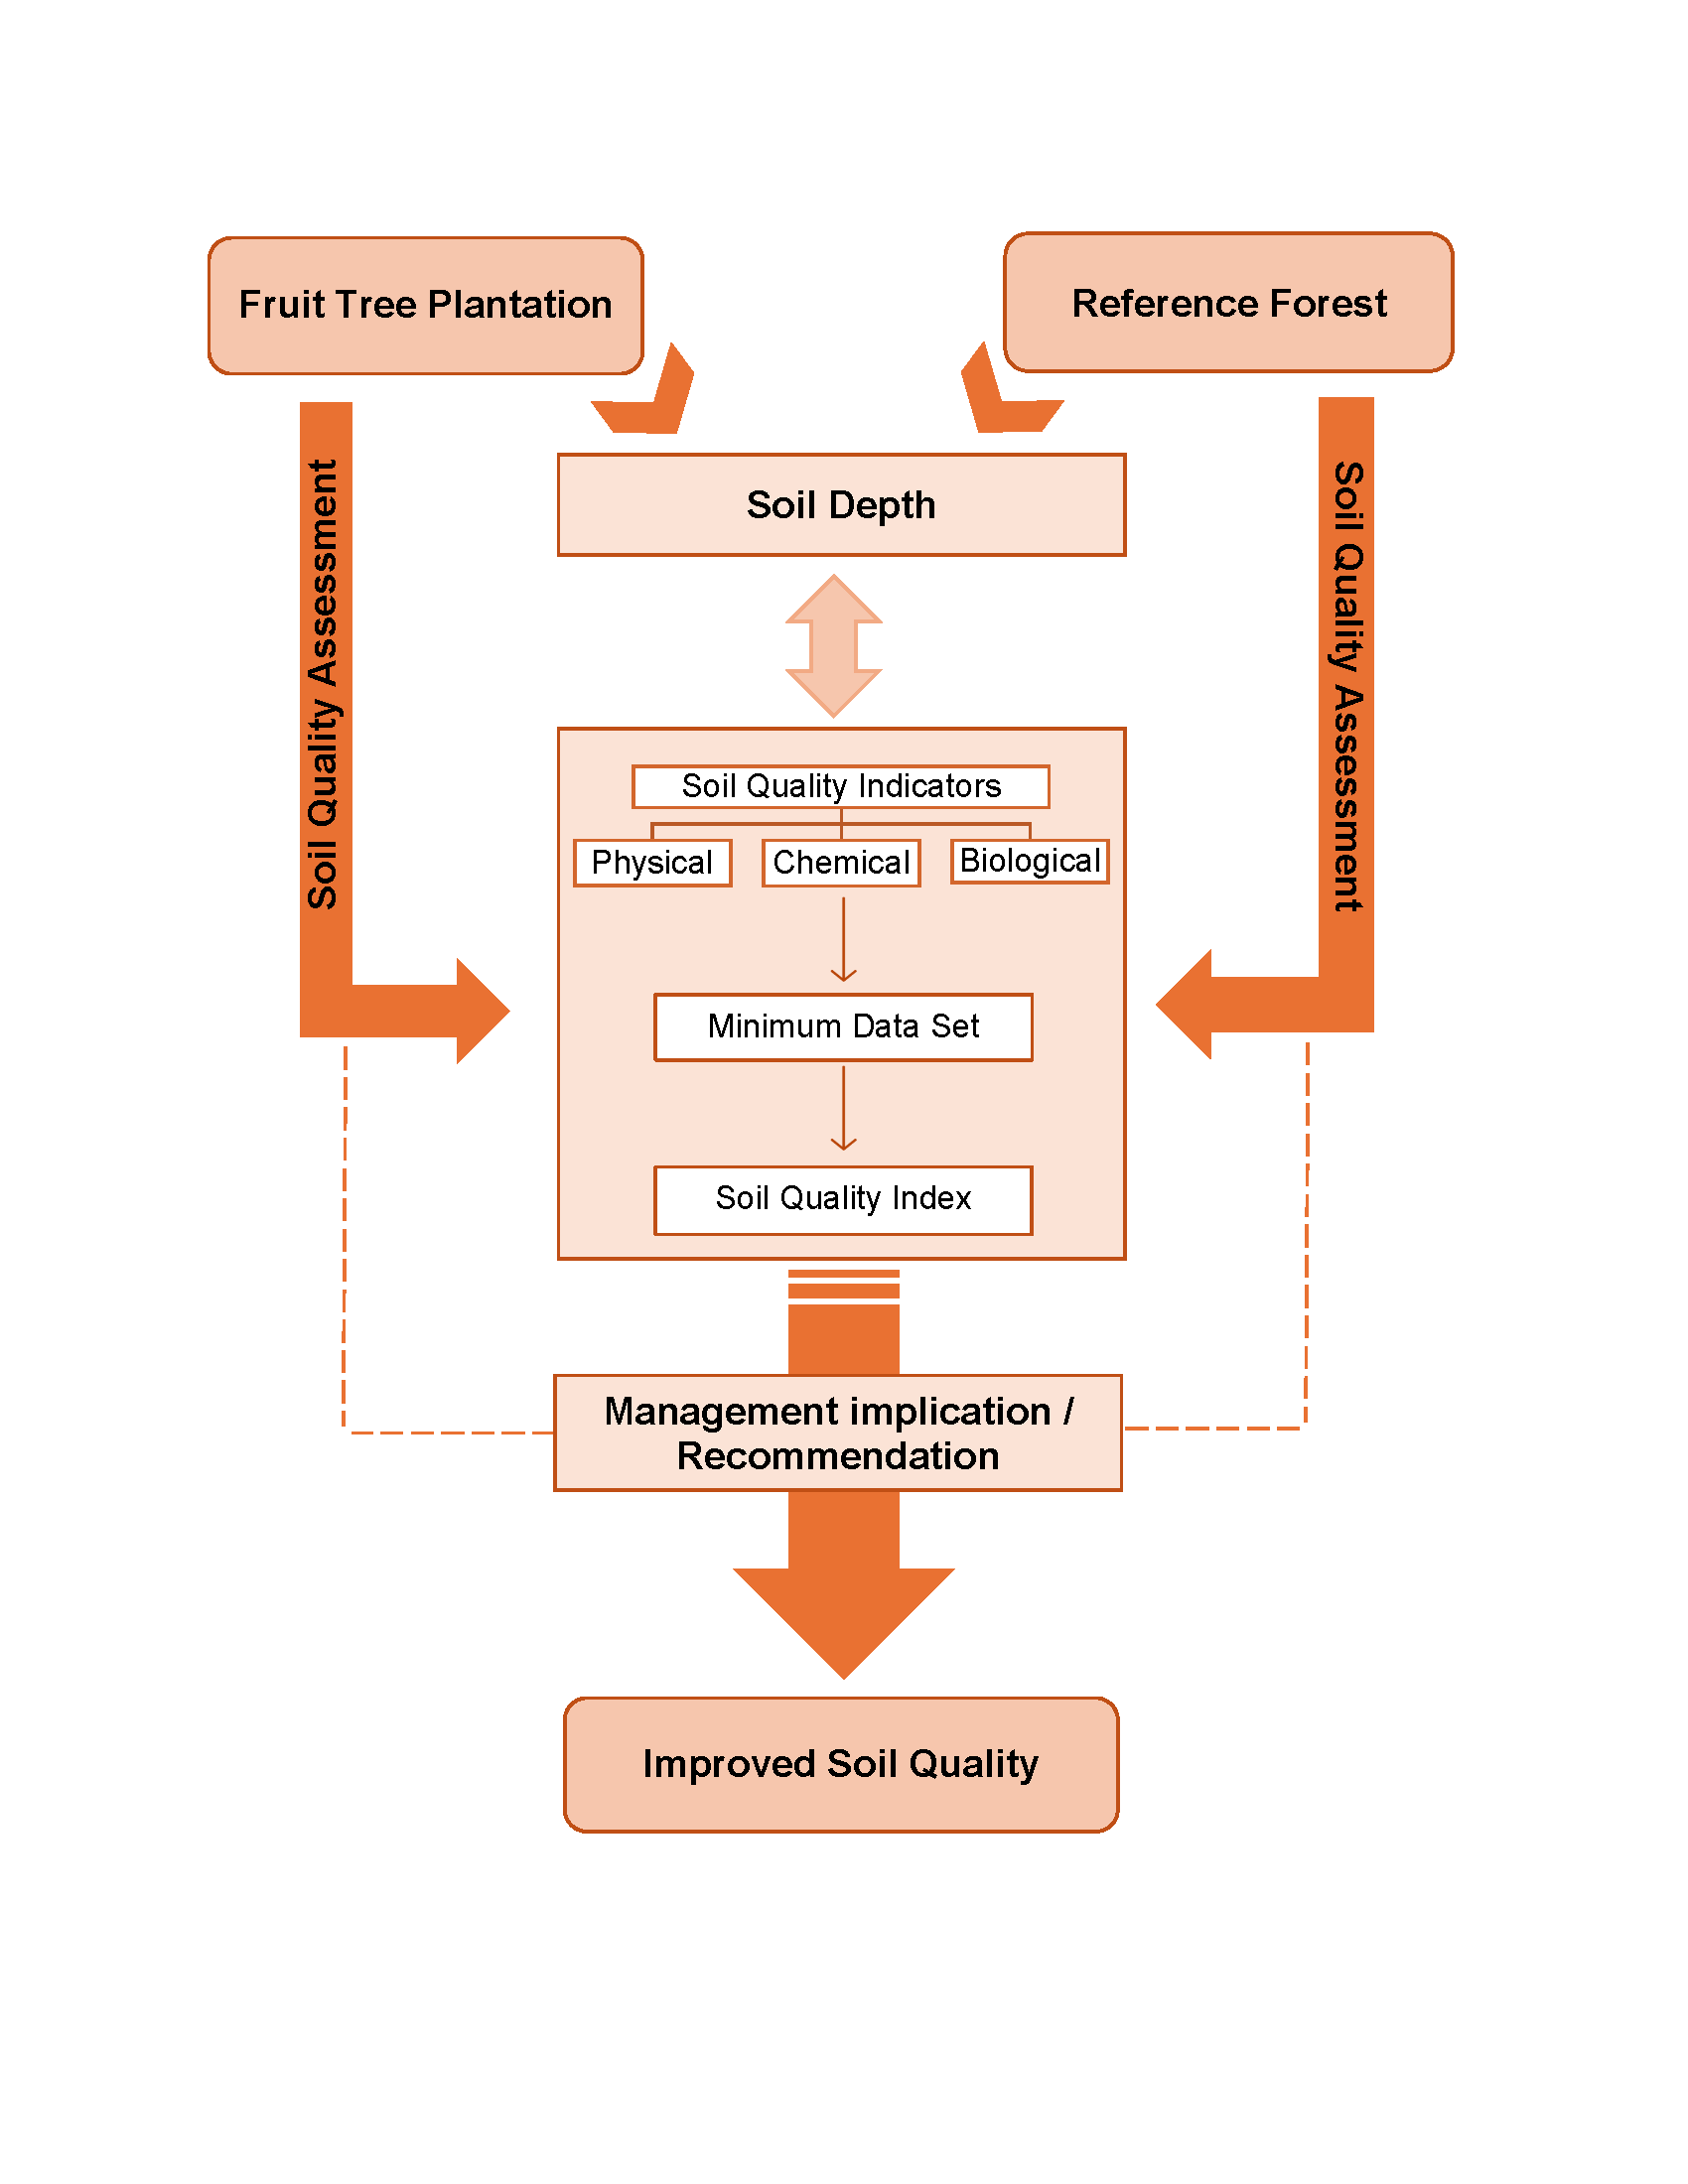 Fruit Tree Plantation
Reference Forest
Soil Depth
Soil Quality Assessment
Soil Quality Assessment
Soil Quality Indicators
Physical
Chemical
Biological
Minimum Data Set
Soil Quality Index
Management implication /
Recommendation
Improved Soil Quality